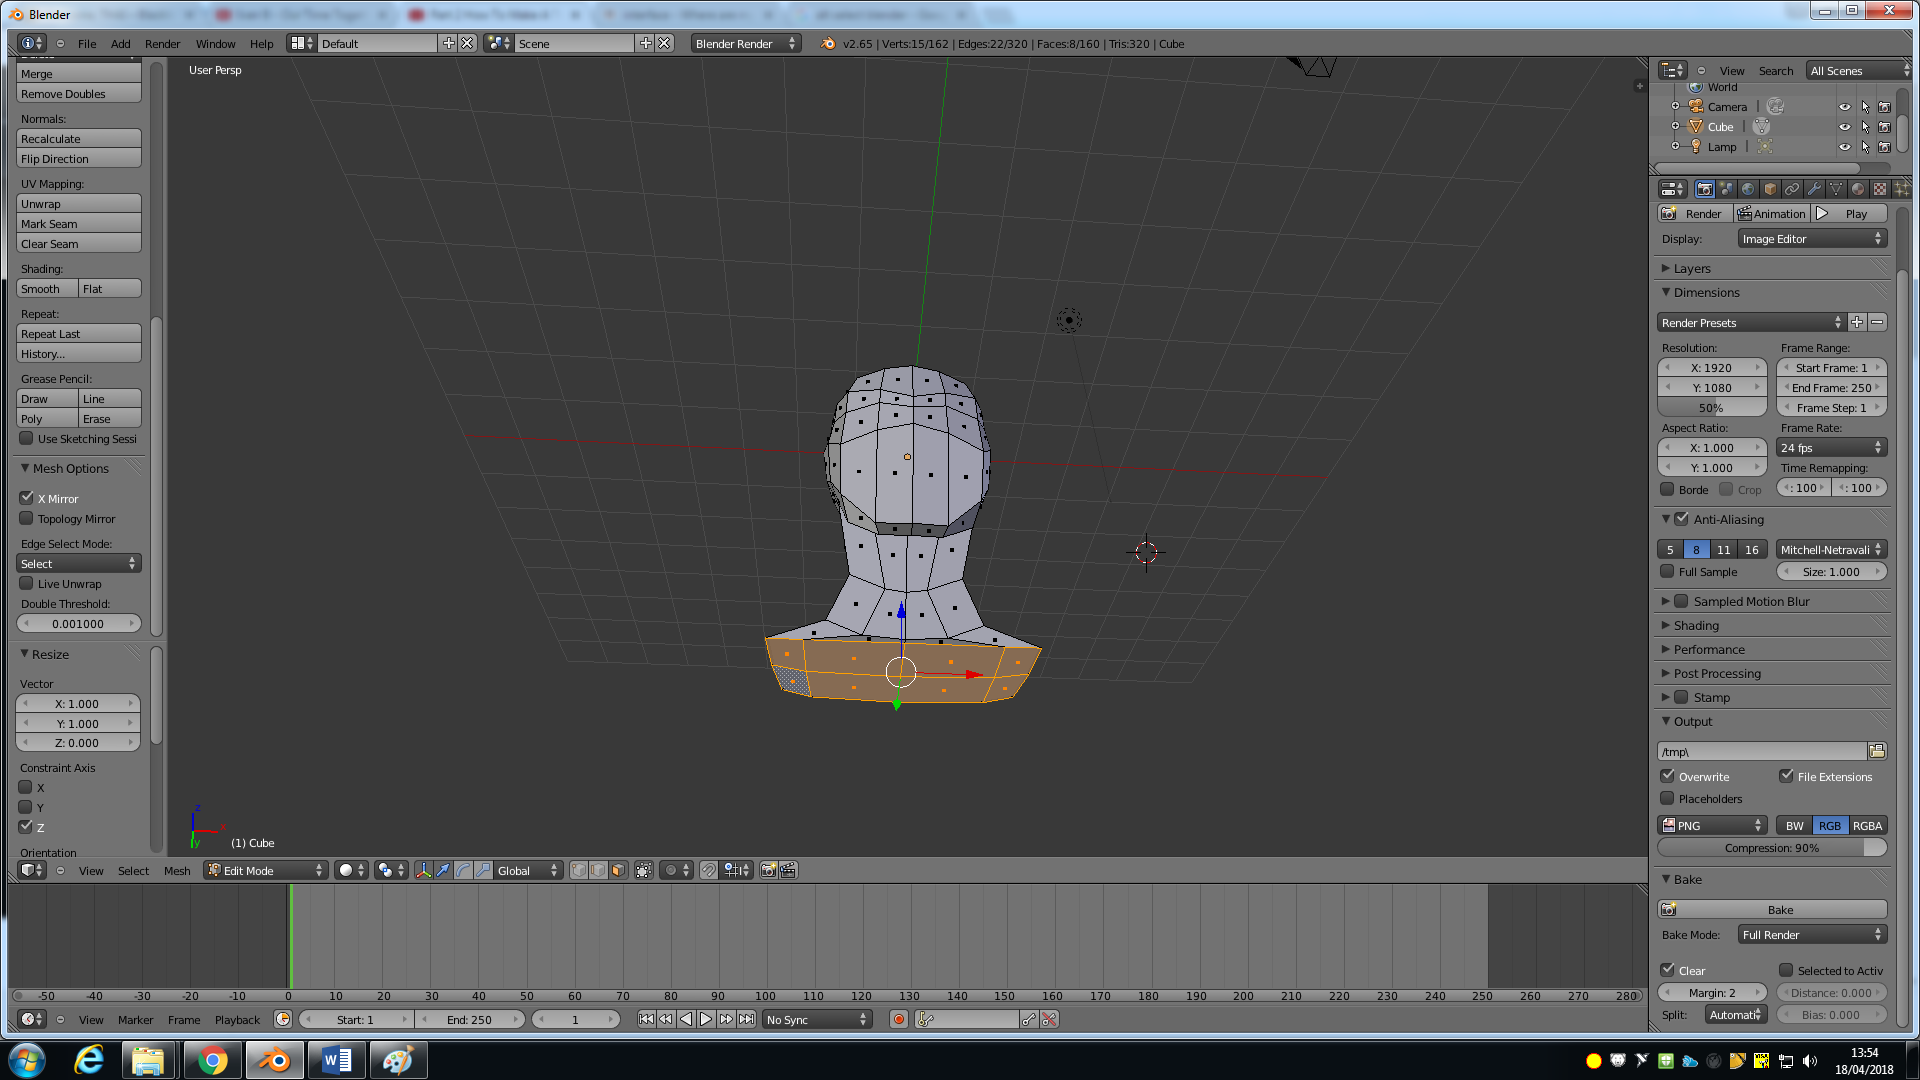 Blender
File Add Render Window Help Default Scene Blender Render v2.65 | Verts:15/162 | Edges:22/320 | Faces:8/160 | Tris:320 | Cube
Merge
Remove Doubles
Normals:
Recalculate
Flip Direction
UV Mapping:
Unwrap
Mark Seam
Clear Seam
Shading:
Smooth Flat
Repeat:
Repeat Last
History...
Grease Pencil:
Draw Line
Poly Erase
Use Sketching Sessi
Mesh Options
X Mirror
Topology Mirror
Edge Select Mode:
Select
Live Unwrap
Double Threshold:
0.001000
Resize
Vector
X: 1.000
Y: 1.000
Z: 0.000
Constraint Axis
X
Y
Z
Orientation
User Persp
z
x
y
(1) Cube
View Select Mesh Edit Mode Global
-50 -40 -30 -20 -10 0 10 20 30 40 50 60 70 80 90 100 110 120 130 140 150 160 170 180 190 200 210 220 230 240 250 260 270 280
View Marker Frame Playback Start: 1 End: 250 1 No Sync
View Search All Scenes
World
Camera
Cube
Lamp
Render Animation Play
Display: Image Editor
Layers
Dimensions
Render Presets
Resolution: Frame Range:
X: 1920 Start Frame: 1
Y: 1080 End Frame: 250
50% Frame Step: 1
Aspect Ratio: Frame Rate:
X: 1.000 24 fps
Y: 1.000 Time Remapping:
Borde Crop : 100 : 100
Anti-Aliasing
5 8 11 16 Mitchell-Netravali
Full Sample Size: 1.000
Sampled Motion Blur
Shading
Performance
Post Processing
Stamp
Output
/tmp\
Overwrite File Extensions
Placeholders
PNG BW RGB RGBA
Compression: 90%
Bake
Bake
Bake Mode: Full Render
Clear Selected to Activ
Margin: 2 Distance: 0.000
Split: Automati Bias: 0.000
13:54
18/04/2018